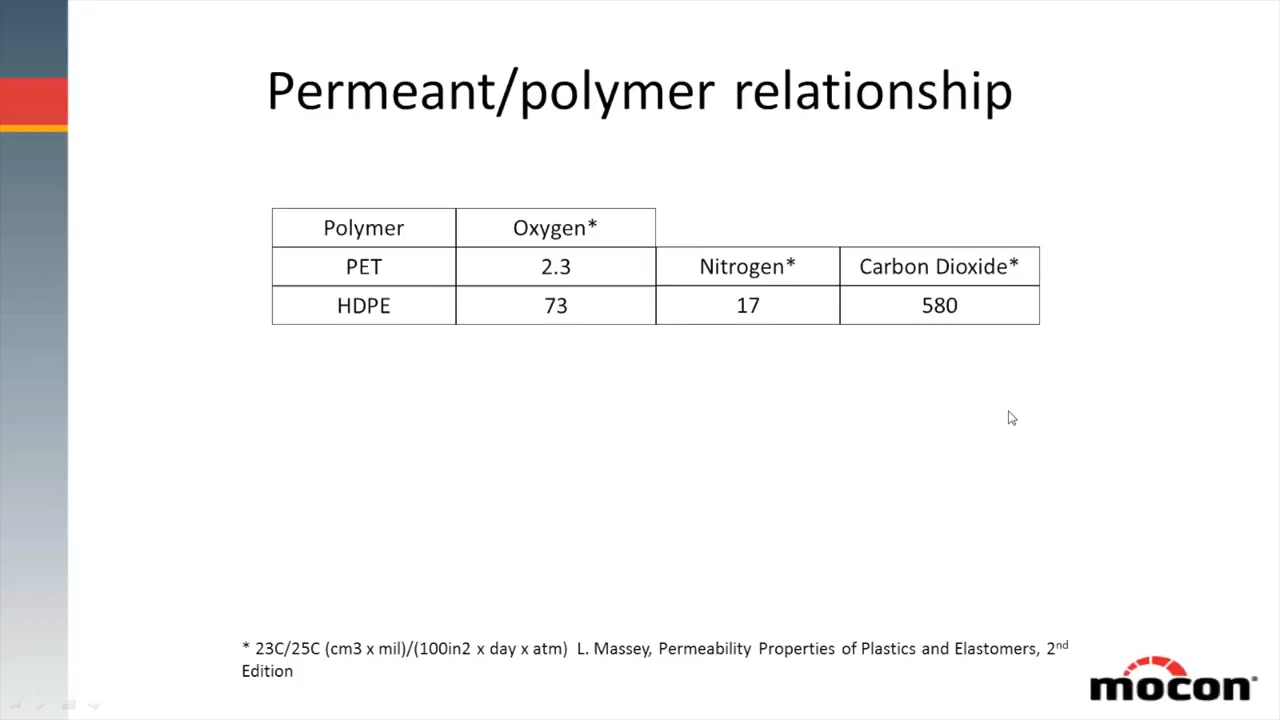 Permeant/polymer relationship
Polymer Oxygen*
PET 2.3 Nitrogen* Carbon Dioxide*
HDPE 73 17 580
* 23C/25C (cm3 x mil)/(100in2 x day x atm) L. Massey, Permeability Properties of Plastics and Elastomers, 2nd
Edition
mocon